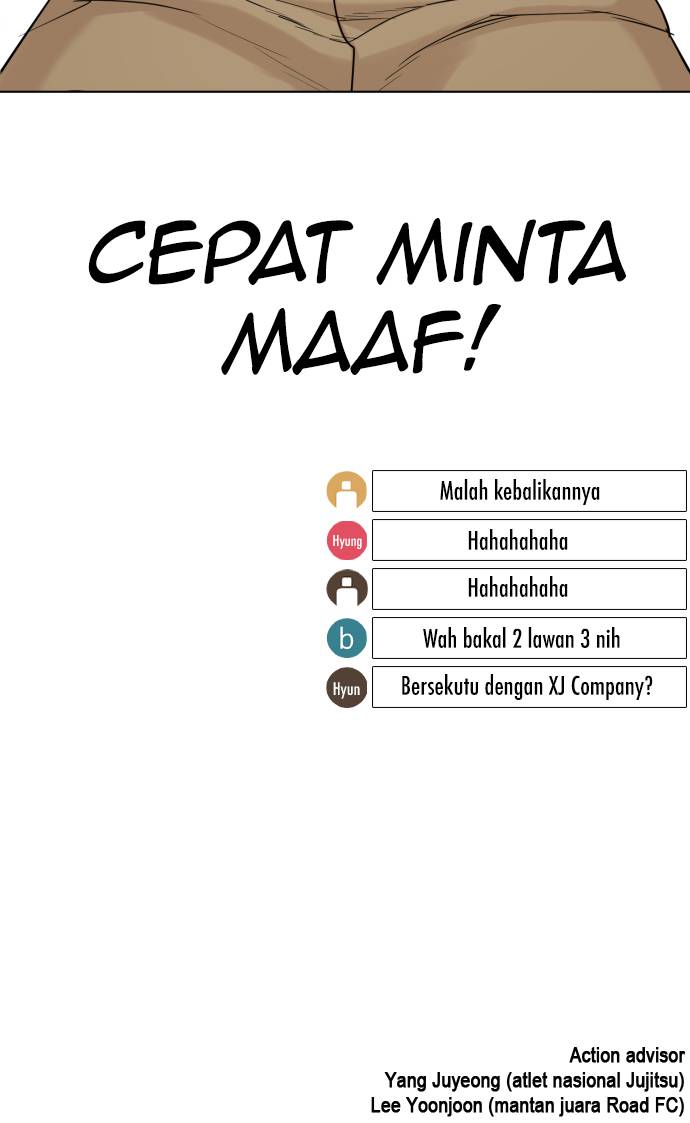 CEPAT MINTA
MAAF!
Malah kebalikannya
Hyung
Hahahahaha
Hahahahaha
b
Wah bakal 2 lawan 3 nih
Hyun
Bersekutu dengan XJ Company?
Action advisor
Yang Juyeong (atlet nasional Jujitsu)
Lee Yoonjoon (mantan juara Road FC)